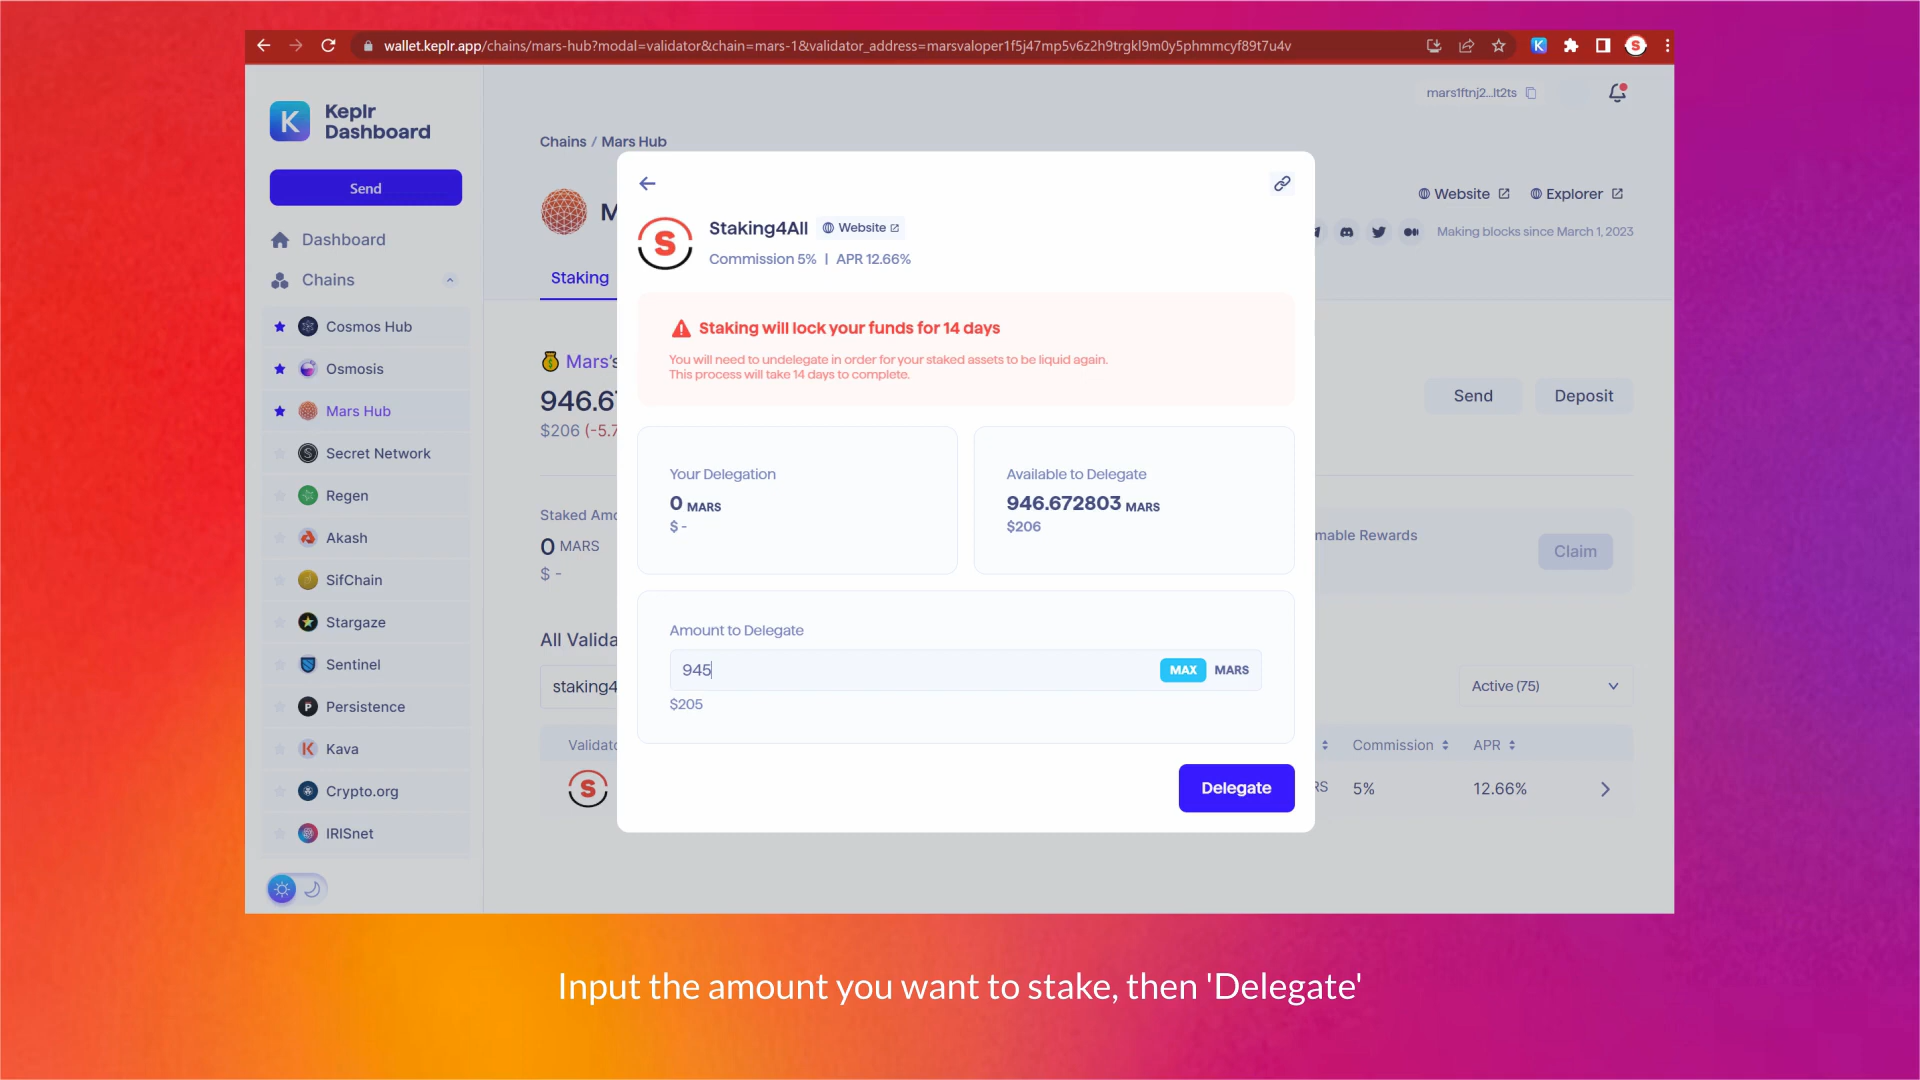 wallet.keplr.app/chains/mars-hub?modal=validator&chain=mars-1&validator_address=marsvaloper1f5j47mp5v6z2h9trgkl9m0y5phmmcyf89t7u4v
K
S
K
Keplr
Dashboard
Send
Dashboard
Chains
Cosmos Hub
Osmosis
Mars Hub
Secret Network
Regen
Akash
SifChain
Stargaze
Sentinel
Persistence
Kava
Crypto.org
IRISnet
mars1ftnj2...lt2ts
Chains / Mars Hub
M
Website
Explorer
Making blocks since March 1, 2023
Staking
Mars's
946.6
$206 (-5.7
Send
Deposit
Staked Amo
0 MARS
$ -
mable Rewards
Claim
All Valida
staking4
Active (75)
Validato
Commission
APR
S
RS
5%
12.66%
S
Staking4All
Website
Commission 5% | APR 12.66%
Staking will lock your funds for 14 days
You will need to undelegate in order for your staked assets to be liquid again.
This process will take 14 days to complete.
Your Delegation
0 MARS
$ -
Available to Delegate
946.672803 MARS
$206
Amount to Delegate
945
MAX
MARS
$205
Delegate
Input the amount you want to stake, then 'Delegate'